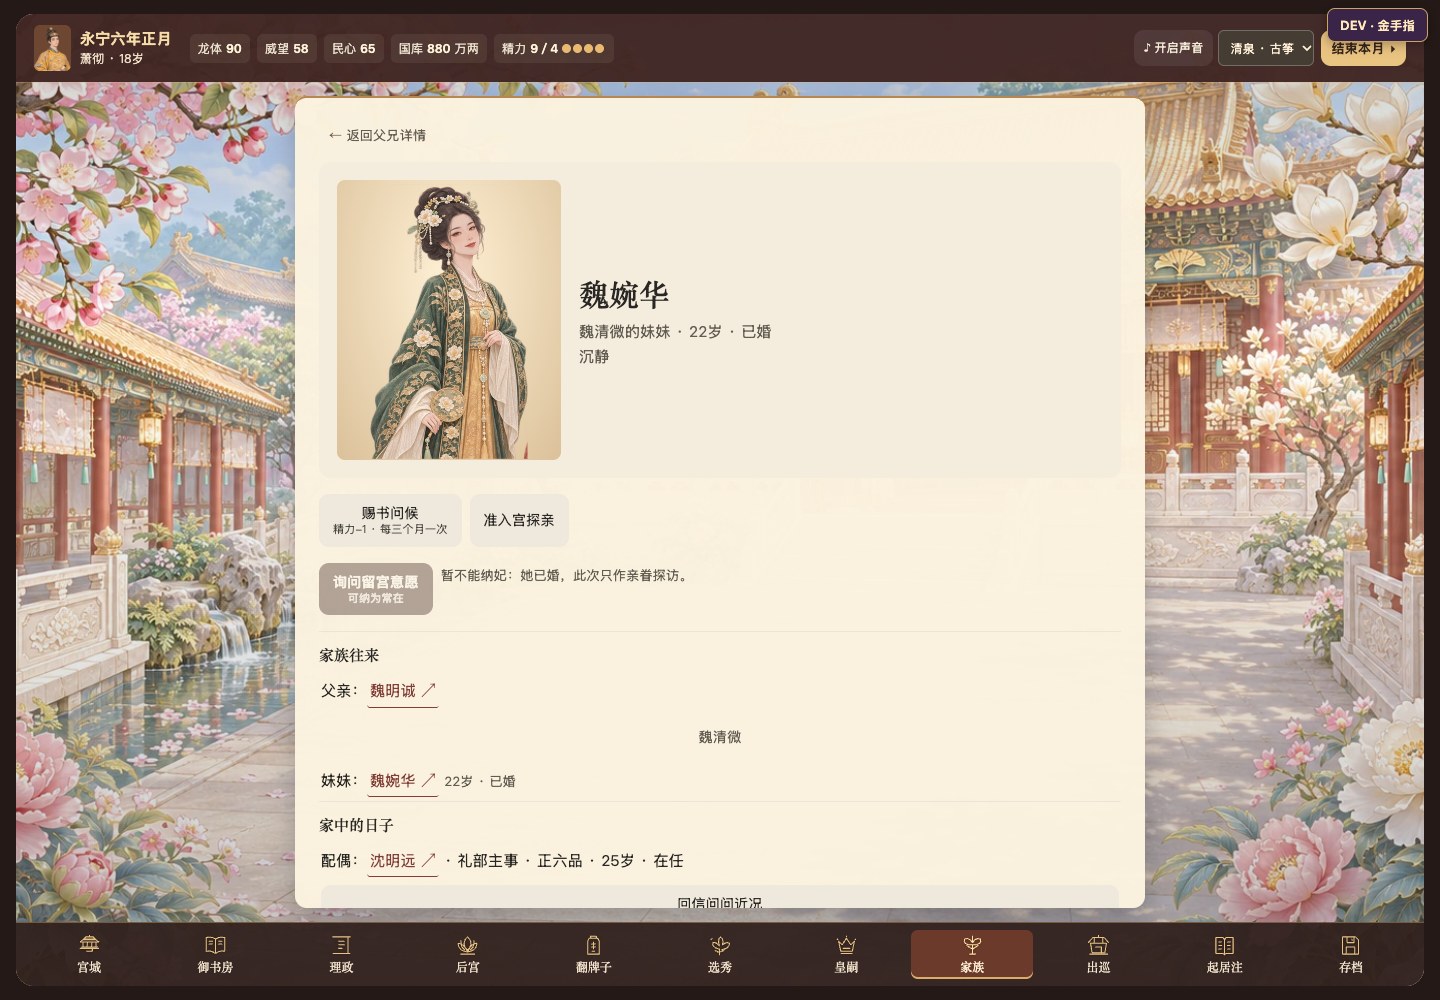 永宁六年正月
萧彻 · 18岁
龙体 90
威望 58
民心 65
国库 880 万两
精力 9 / 4
♪ 开启声音
清泉 · 古筝
DEV · 金手指
结束本月
← 返回父兄详情
魏婉华
魏清微的妹妹 · 22岁 · 已婚
沉静
赐书问候
精力-1 · 每三个月一次
准入宫探亲
询问留宫意愿
可纳为常在
暂不能纳妃：她已婚，此次只作亲眷探访。
家族往来
父亲： 魏明诚 ↗
魏清微
妹妹： 魏婉华 ↗ 22岁 · 已婚
家中的日子
配偶： 沈明远 ↗ · 礼部主事 · 正六品 · 25岁 · 在任
回信问问近况
宫城
御书房
理政
后宫
翻牌子
选秀
皇嗣
家族
出巡
起居注
存档